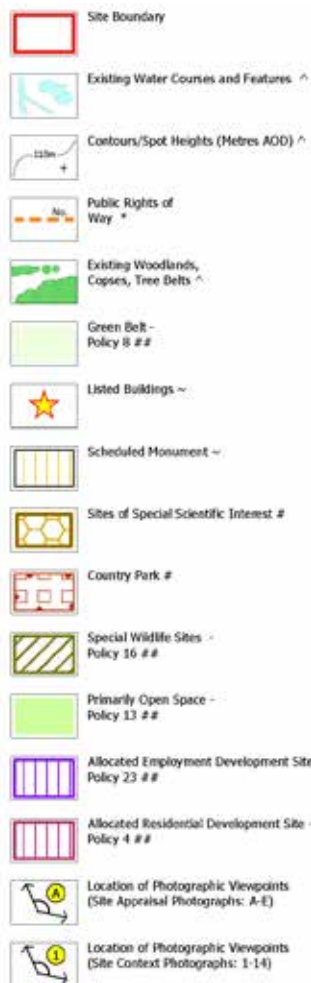 Site Boundary
Existing Water Courses and Features ^
110m
+
Contours/Spot Heights (Metres AOD) ^
No.
Public Rights of
Way *
Existing Woodlands,
Copses, Tree Belts ^
Green Belt -
Policy 8 ##
Listed Buildings ~
Scheduled Monument ~
Sites of Special Scientific Interest #
Country Park #
Special Wildlife Sites -
Policy 16 ##
Primarily Open Space -
Policy 13 ##
Allocated Employment Development Site
Policy 23 ##
Allocated Residential Development Site -
Policy 4 ##
A
Location of Photographic Viewpoints
(Site Appraisal Photographs: A-E)
1
Location of Photographic Viewpoints
(Site Context Photographs: 1-14)